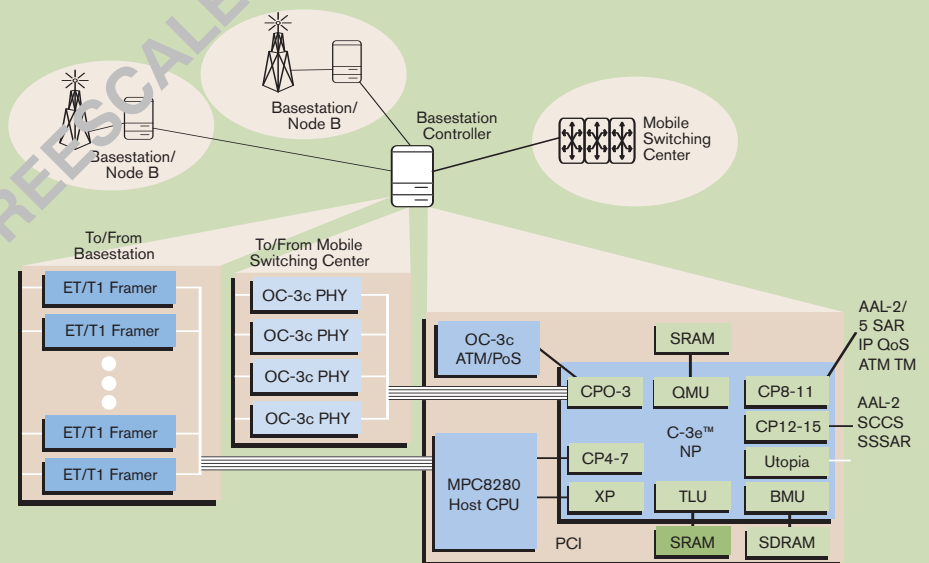 REESCALE
Basestation/
Node B
Basestation/
Node B
Basestation
Controller
Mobile
Switching
Center
To/From
Basestation
To/From Mobile
Switching Center
ET/T1 Framer
ET/T1 Framer
ET/T1 Framer
ET/T1 Framer
OC-3c PHY
OC-3c PHY
OC-3c PHY
OC-3c PHY
OC-3c
ATM/PoS
MPC8280
Host CPU
SRAM
CPO-3
QMU
CP8-11
C-3e™
NP
CP12-15
CP4-7
Utopia
XP
TLU
BMU
PCI
SRAM
SDRAM
AAL-2/
5 SAR
IP QoS
ATM TM
AAL-2
SCCS
SSSAR